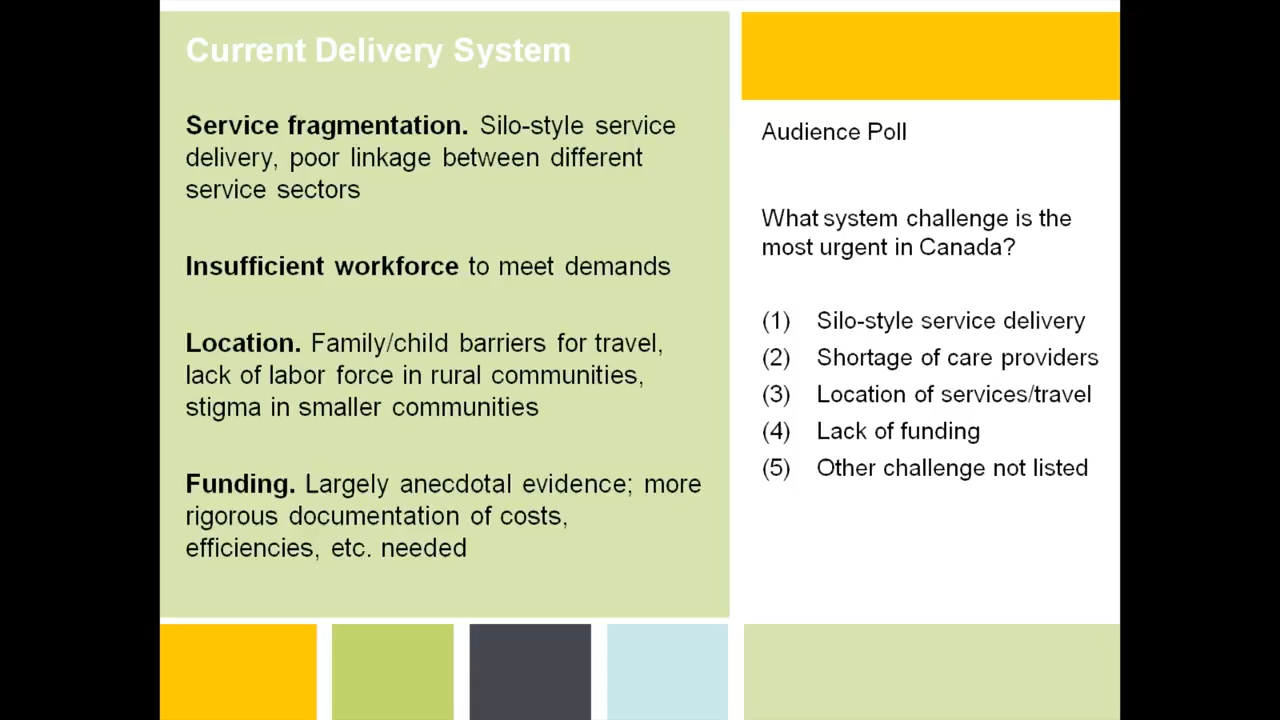 Current Delivery System
Service fragmentation. Silo-style service
delivery, poor linkage between different
service sectors
Insufficient workforce to meet demands
Location. Family/child barriers for travel,
lack of labor force in rural communities,
stigma in smaller communities
Funding. Largely anecdotal evidence; more
rigorous documentation of costs,
efficiencies, etc. needed
Audience Poll
What system challenge is the
most urgent in Canada?
(1) Silo-style service delivery
(2) Shortage of care providers
(3) Location of services/travel
(4) Lack of funding
(5) Other challenge not listed